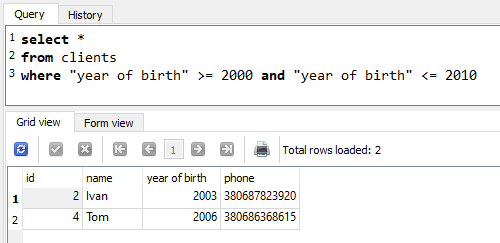 Query History
1 select *
2 from clients
3 where "year of birth" >= 2000 and "year of birth" <= 2010
Grid view Form view
1 Total rows loaded: 2
id name year of birth phone
1 2 Ivan 2003 380687823920
2 4 Tom 2006 380686368615